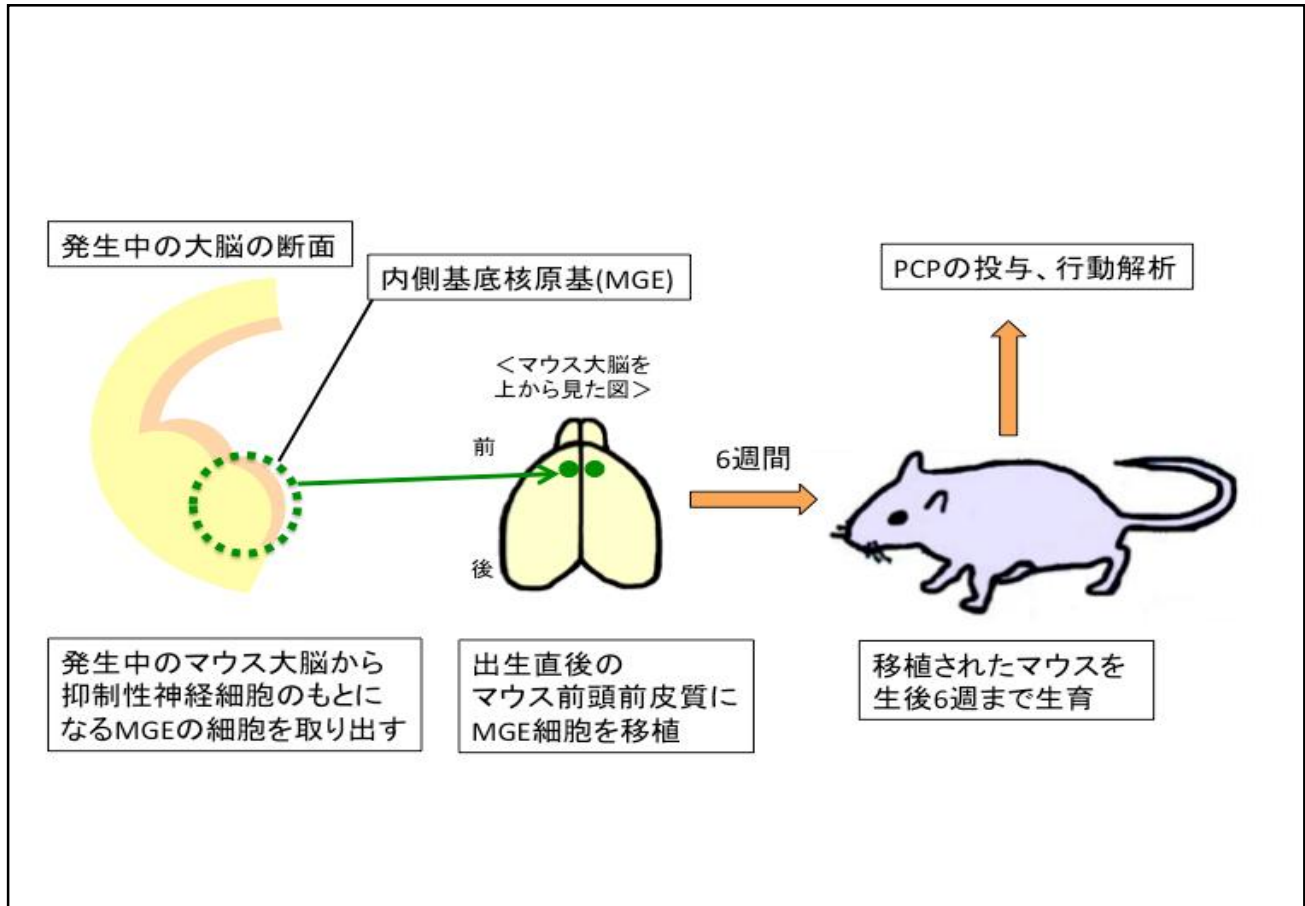 発生中の大脳の断面
内側基底核原基(MGE)
PCPの投与、行動解析
＜マウス大脳を
上から見た図＞
前
後
6週間
発生中のマウス大脳から
抑制性神経細胞のもとに
なるMGEの細胞を取り出す
出生直後の
マウス前頭前皮質に
MGE細胞を移植
移植されたマウスを
生後6週まで生育